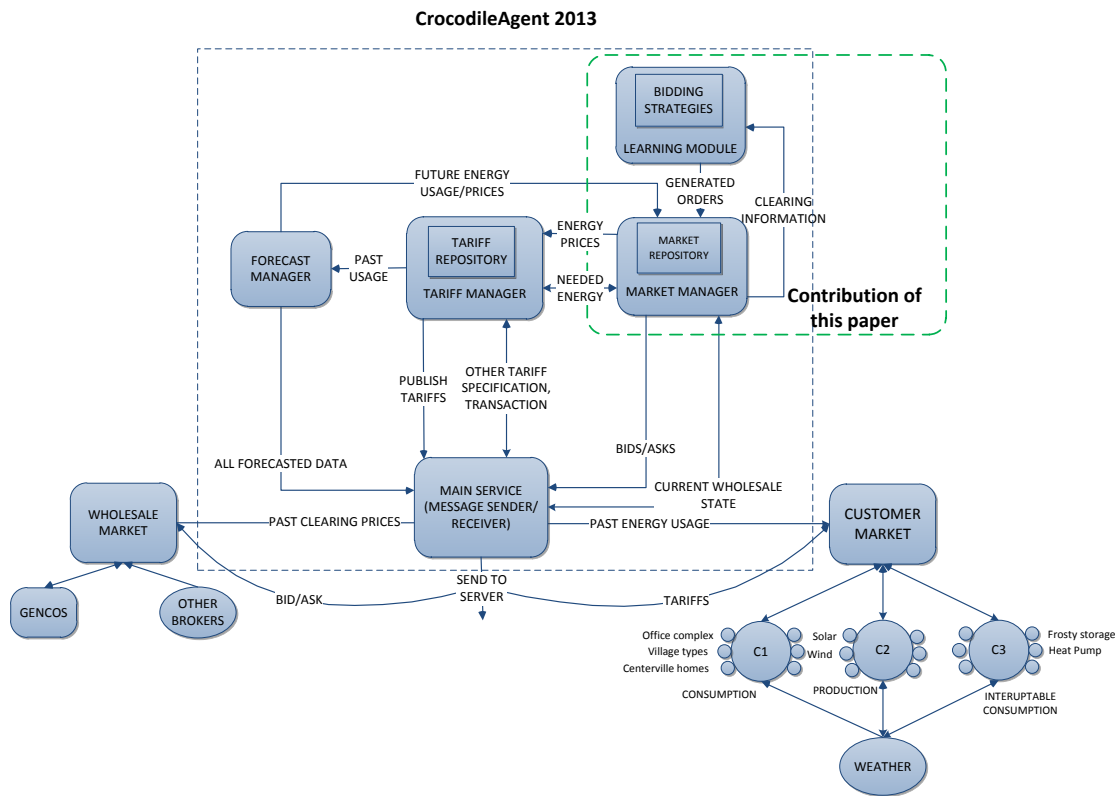 CrocodileAgent 2013
BIDDING
STRATEGIES
LEARNING MODULE
FUTURE ENERGY
USAGE/PRICES
GENERATED
ORDERS
CLEARING
INFORMATION
FORECAST
MANAGER
PAST
USAGE
TARIFF
REPOSITORY
TARIFF MANAGER
ENERGY
PRICES
NEEDED
ENERGY
MARKET
REPOSITORY
MARKET MANAGER
Contribution of
this paper
PUBLISH
TARIFFS
OTHER TARIFF
SPECIFICATION,
TRANSACTION
BIDS/ASKS
ALL FORECASTED DATA
MAIN SERVICE
(MESSAGE SENDER/
RECEIVER)
CURRENT WHOLESALE
STATE
WHOLESALE
MARKET
PAST CLEARING PRICES
PAST ENERGY USAGE
CUSTOMER
MARKET
GENCOS
OTHER
BROKERS
BID/ASK
SEND TO
SERVER
TARIFFS
Office complex
Village types
Centerville homes
C1
CONSUMPTION
Solar
Wind
C2
PRODUCTION
C3
Frosty storage
Heat Pump
INTERUPTABLE
CONSUMPTION
WEATHER